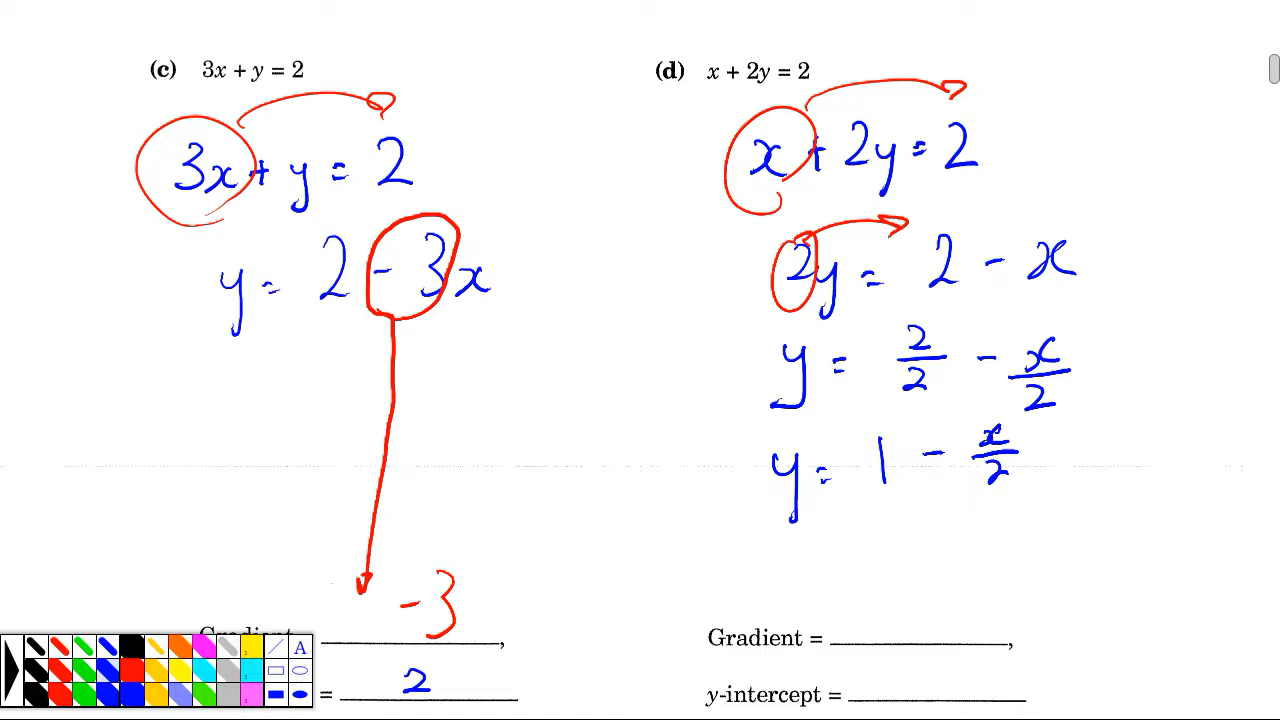 (c) 3x + y = 2
3x + y = 2
y = 2 - 3x
-3
Gradient ,
= 2
(d) x + 2y = 2
x + 2y = 2
2y = 2 - x
y = 2/2 - x/2
y = 1 - x/2
Gradient = ,
y-intercept =
A